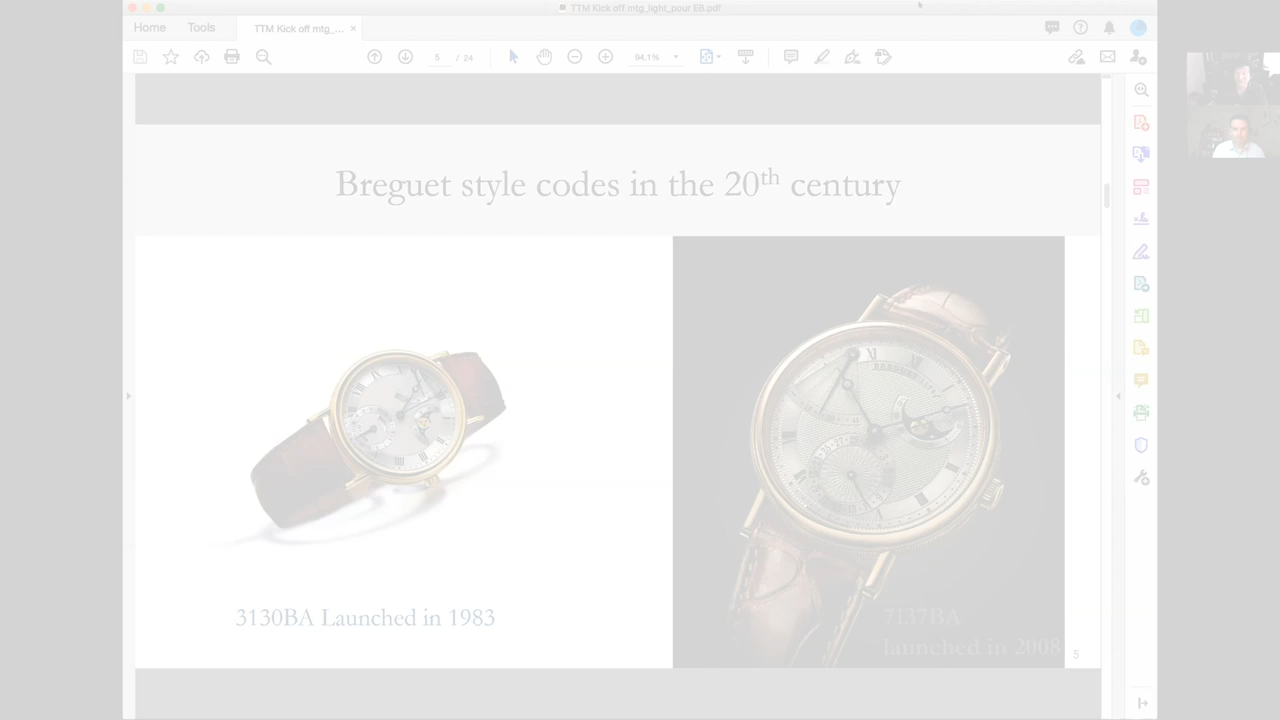 TTM Kick off mtg_light_pour EB.pdf
Home
Tools
TTM Kick off mtg_...
5 / 24
94.1%
Breguet style codes in the 20th century
3130BA Launched in 1983
7137BA
launched in 2008
5